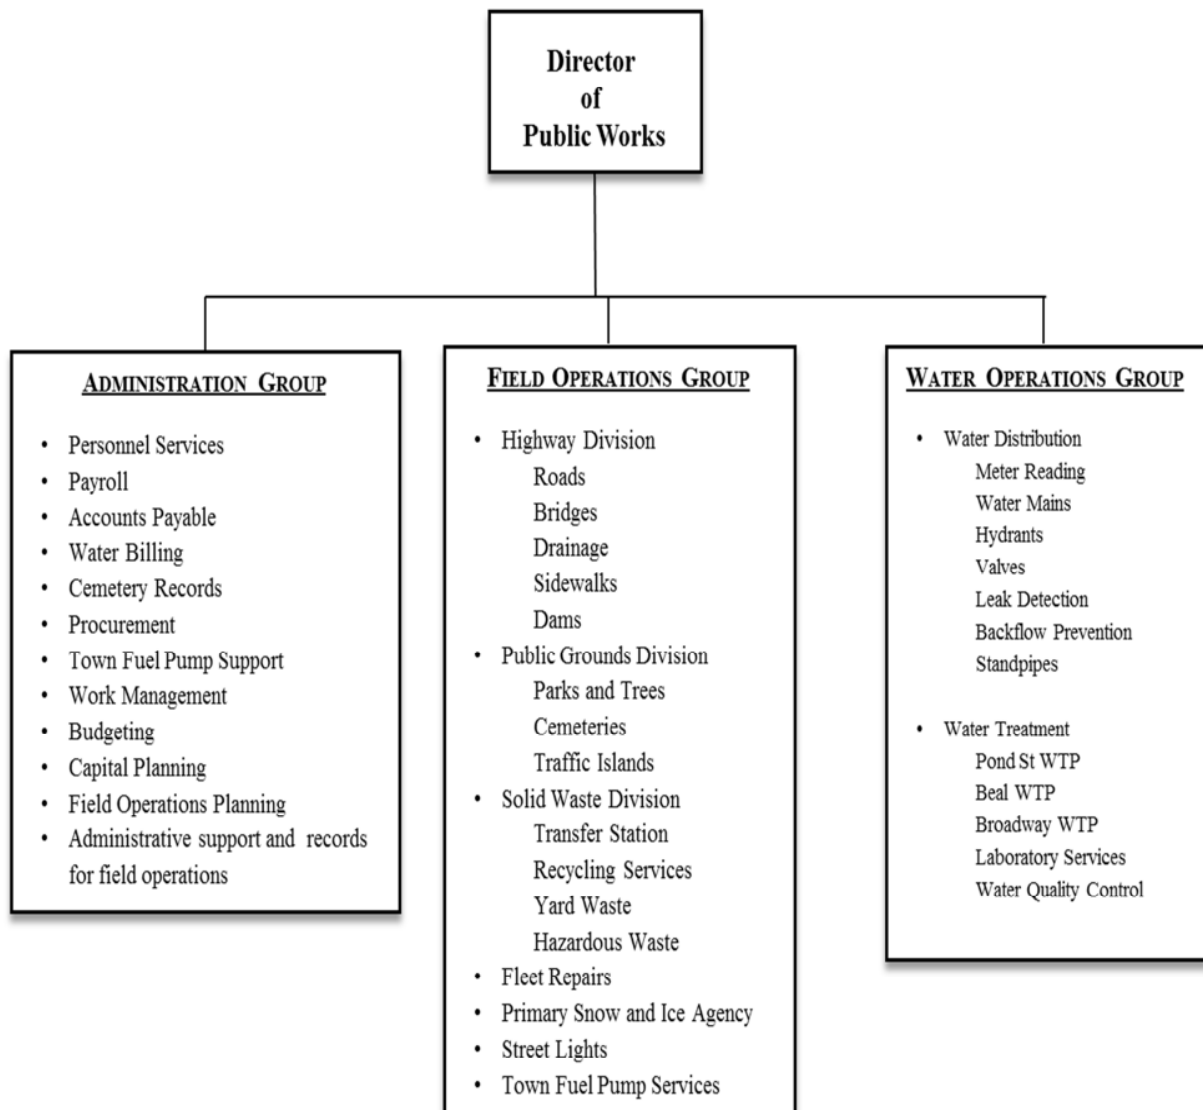 Director
of
Public Works
ADMINISTRATION GROUP
• Personnel Services
• Payroll
• Accounts Payable
• Water Billing
• Cemetery Records
• Procurement
• Town Fuel Pump Support
• Work Management
• Budgeting
• Capital Planning
• Field Operations Planning
• Administrative support and records
for field operations
FIELD OPERATIONS GROUP
• Highway Division
Roads
Bridges
Drainage
Sidewalks
Dams
• Public Grounds Division
Parks and Trees
Cemeteries
Traffic Islands
• Solid Waste Division
Transfer Station
Recycling Services
Yard Waste
Hazardous Waste
• Fleet Repairs
• Primary Snow and Ice Agency
• Street Lights
• Town Fuel Pump Services
WATER OPERATIONS GROUP
• Water Distribution
Meter Reading
Water Mains
Hydrants
Valves
Leak Detection
Backflow Prevention
Standpipes
• Water Treatment
Pond St WTP
Beal WTP
Broadway WTP
Laboratory Services
Water Quality Control